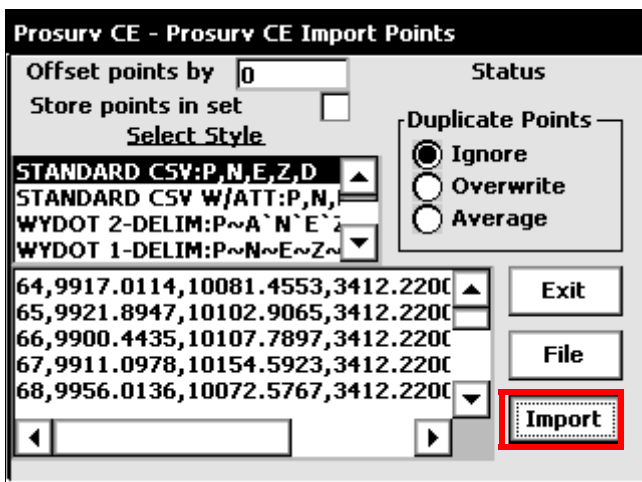 Prosurv CE - Prosurv CE Import Points
Offset points by 0
Status
Store points in set
Select Style
STANDARD CSV:P,N,E,Z,D
STANDARD CSV W/ATT:P,N,
WYDOT 2-DELIM:P~A`N`E`
WYDOT 1-DELIM:P~N~E~Z~
Duplicate Points
Ignore
Overwrite
Average
64,9917.0114,10081.4553,3412.220
65,9921.8947,10102.9065,3412.220
66,9900.4435,10107.7897,3412.220
67,9911.0978,10154.5923,3412.220
68,9956.0136,10072.5767,3412.220
Exit
File
Import